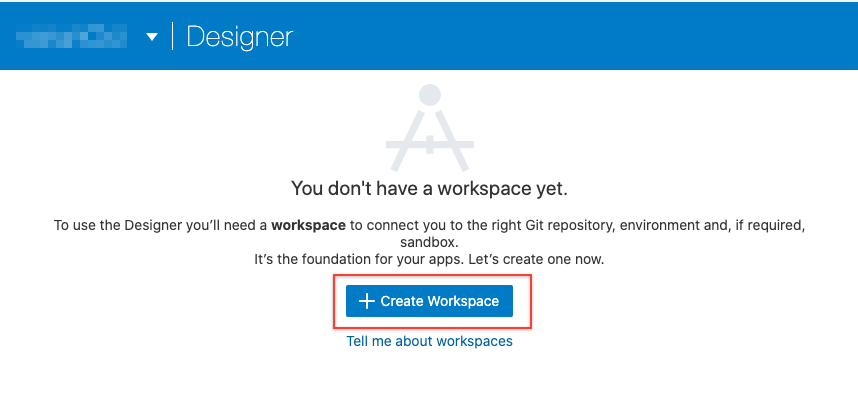 Designer
You don't have a workspace yet.
To use the Designer you’ll need a workspace to connect you to the right Git repository, environment and, if required,
sandbox.
It’s the foundation for your apps. Let’s create one now.
Create Workspace
Tell me about workspaces